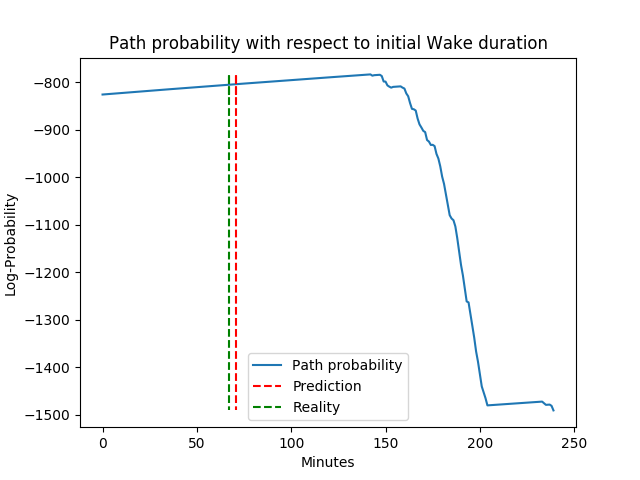 Path probability with respect to initial Wake duration
Log-Probability
−800
−900
−1000
−1100
−1200
−1300
−1400
−1500
Path probability
Prediction
Reality
0 50 100 150 200 250
Minutes